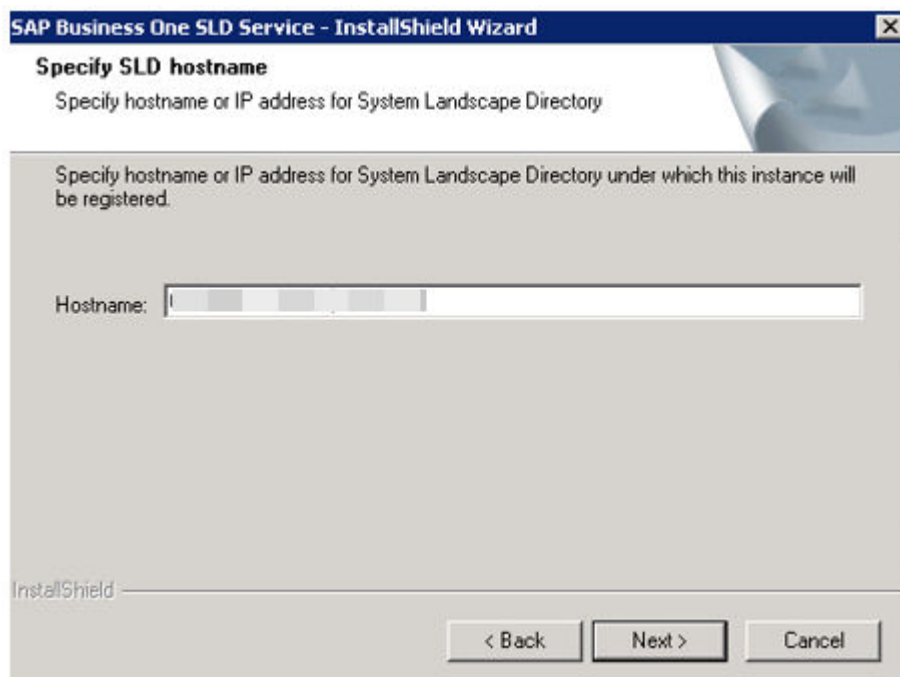 SAP Business One SLD Service - InstallShield Wizard
Specify SLD hostname
Specify hostname or IP address for System Landscape Directory
Specify hostname or IP address for System Landscape Directory under which this instance will
be registered.
Hostname:
InstallShield
< Back Next > Cancel